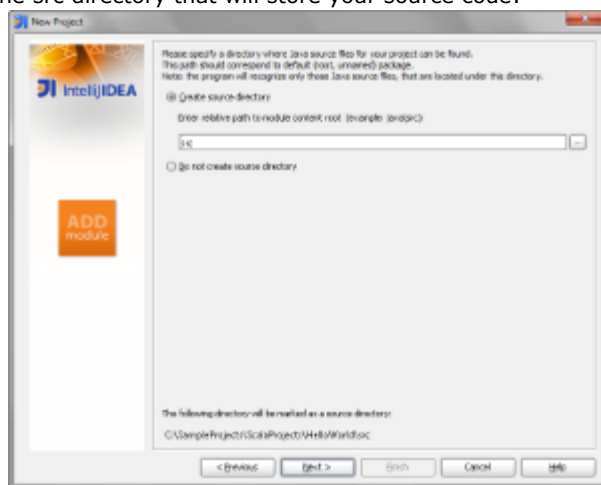 he src directory that will store your source code.
New Project
Please specify a directory where Java source files for your project can be found.
This path should correspond to default (root, unnamed) package.
Note: the program will recognize only those Java source files, that are located under this directory.
IntelliJIDEA
Create source directory
Enter relative path to module content root. (example: java\src)
src
...
Do not create source directory
ADD
module
The following directory will be marked as a source directory:
C:\SampleProjects\ScalaProjects\HelloWorld\src
< Previous
Next >
Finish
Cancel
Help